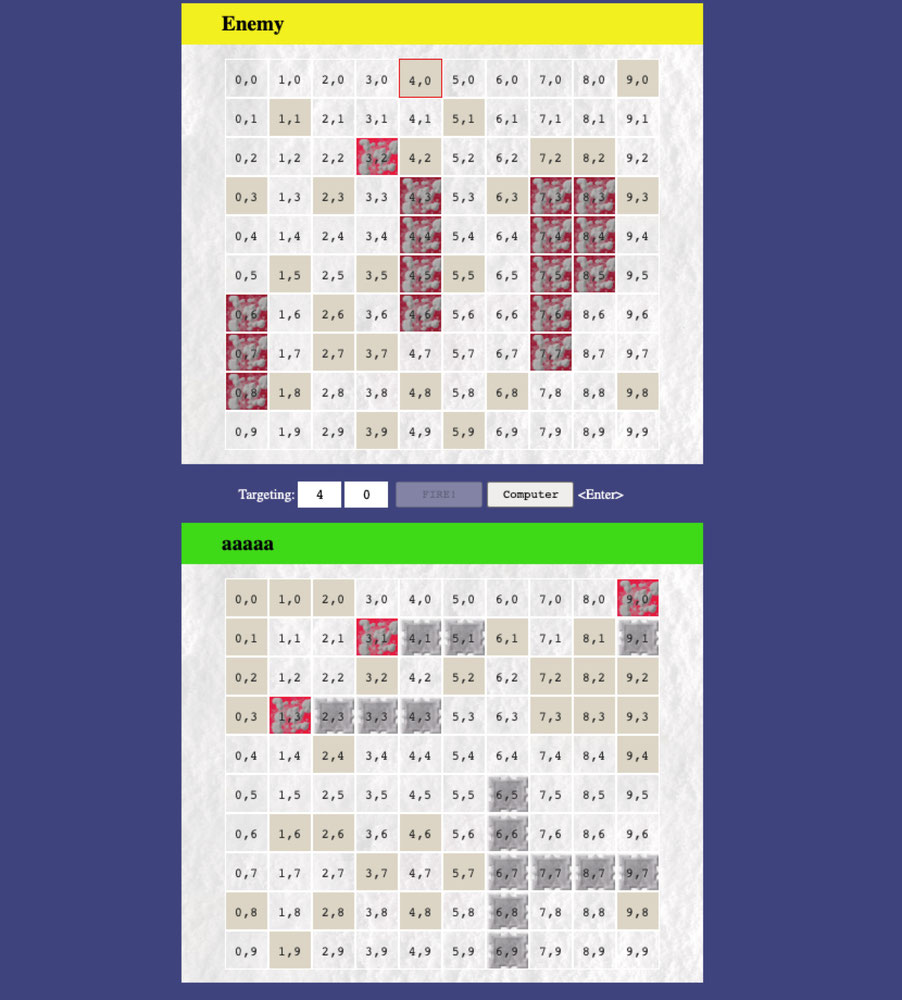 Enemy
0,0 1,0 2,0 3,0 4,0 5,0 6,0 7,0 8,0 9,0
0,1 1,1 2,1 3,1 4,1 5,1 6,1 7,1 8,1 9,1
0,2 1,2 2,2 3,2 4,2 5,2 6,2 7,2 8,2 9,2
0,3 1,3 2,3 3,3 4,3 5,3 6,3 7,3 8,3 9,3
0,4 1,4 2,4 3,4 4,4 5,4 6,4 7,4 8,4 9,4
0,5 1,5 2,5 3,5 4,5 5,5 6,5 7,5 8,5 9,5
0,6 1,6 2,6 3,6 4,6 5,6 6,6 7,6 8,6 9,6
0,7 1,7 2,7 3,7 4,7 5,7 6,7 7,7 8,7 9,7
0,8 1,8 2,8 3,8 4,8 5,8 6,8 7,8 8,8 9,8
0,9 1,9 2,9 3,9 4,9 5,9 6,9 7,9 8,9 9,9
Targeting: 4 0 FIRE! Computer <Enter>
aaaaa
0,0 1,0 2,0 3,0 4,0 5,0 6,0 7,0 8,0 9,0
0,1 1,1 2,1 3,1 4,1 5,1 6,1 7,1 8,1 9,1
0,2 1,2 2,2 3,2 4,2 5,2 6,2 7,2 8,2 9,2
0,3 1,3 2,3 3,3 4,3 5,3 6,3 7,3 8,3 9,3
0,4 1,4 2,4 3,4 4,4 5,4 6,4 7,4 8,4 9,4
0,5 1,5 2,5 3,5 4,5 5,5 6,5 7,5 8,5 9,5
0,6 1,6 2,6 3,6 4,6 5,6 6,6 7,6 8,6 9,6
0,7 1,7 2,7 3,7 4,7 5,7 6,7 7,7 8,7 9,7
0,8 1,8 2,8 3,8 4,8 5,8 6,8 7,8 8,8 9,8
0,9 1,9 2,9 3,9 4,9 5,9 6,9 7,9 8,9 9,9